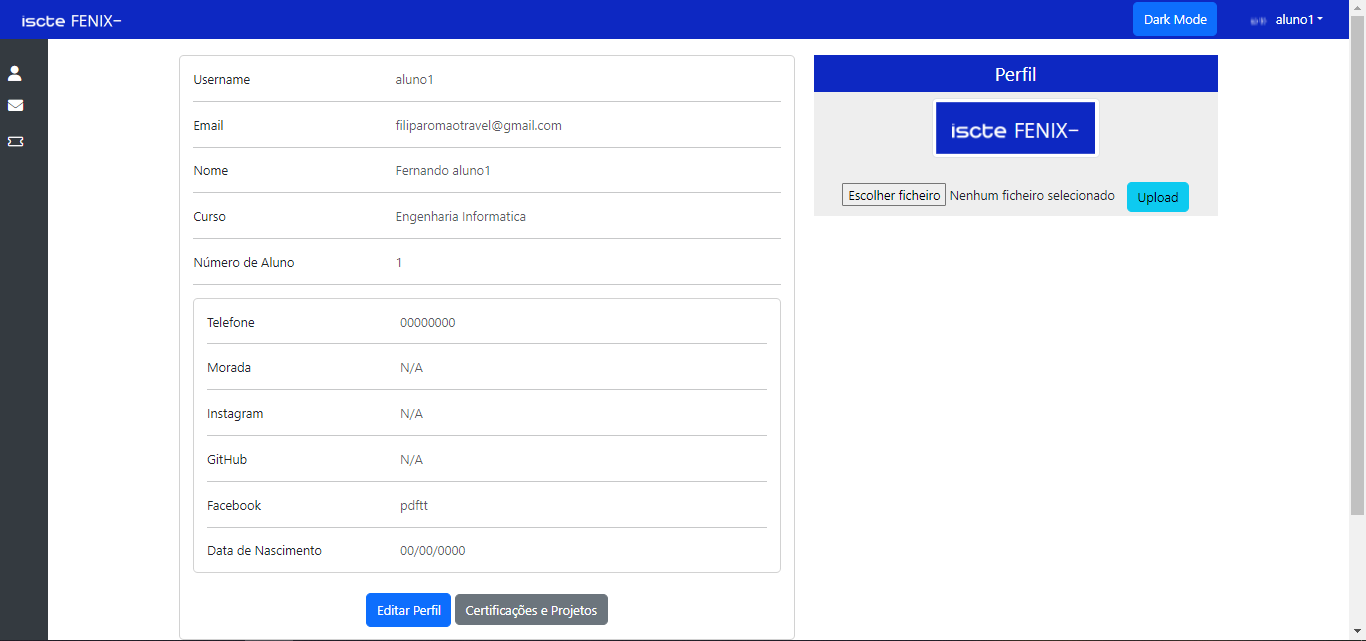 iscte FENIX–
Dark Mode
aluno1
Username aluno1
Email filiparomaotravel@gmail.com
Nome Fernando aluno1
Curso Engenharia Informatica
Número de Aluno 1
Telefone 00000000
Morada N/A
Instagram N/A
GitHub N/A
Facebook pdftt
Data de Nascimento 00/00/0000
Editar Perfil Certificações e Projetos
Perfil
iscte FENIX–
Escolher ficheiro Nenhum ficheiro selecionado Upload